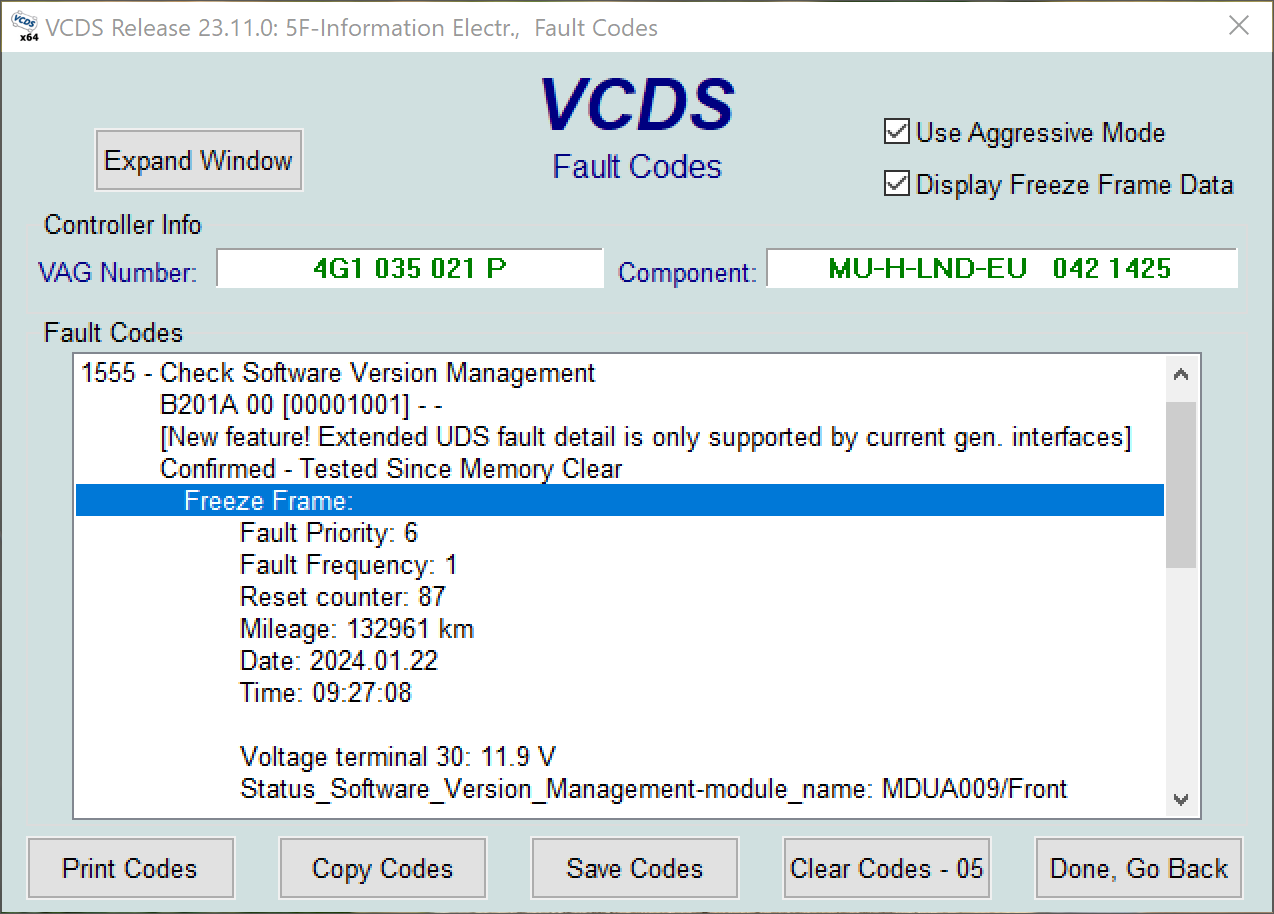 VCDS
x64
VCDS Release 23.11.0: 5F-Information Electr.,  Fault Codes
VCDS
Fault Codes
Expand Window
Use Aggressive Mode
Display Freeze Frame Data
Controller Info
VAG Number: 4G1 035 021 P Component: MU-H-LND-EU   042 1425
Fault Codes
1555 - Check Software Version Management
B201A 00 [00001001] - -
[New feature! Extended UDS fault detail is only supported by current gen. interfaces]
Confirmed - Tested Since Memory Clear
Freeze Frame:
Fault Priority: 6
Fault Frequency: 1
Reset counter: 87
Mileage: 132961 km
Date: 2024.01.22
Time: 09:27:08
Voltage terminal 30: 11.9 V
Status_Software_Version_Management-module_name: MDUA009/Front
Print Codes
Copy Codes
Save Codes
Clear Codes - 05
Done, Go Back